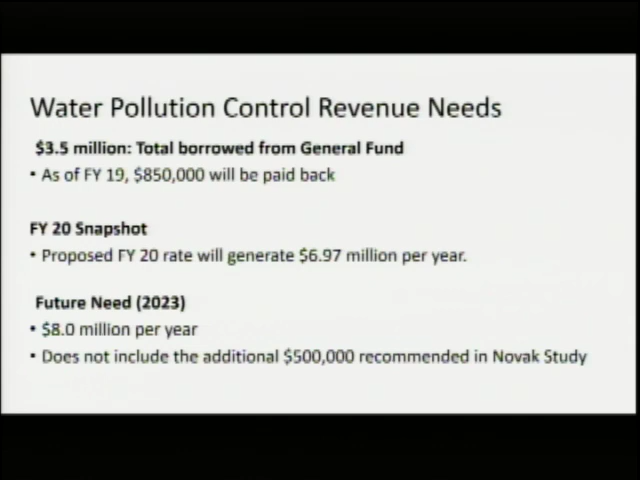 Water Pollution Control Revenue Needs
$3.5 million: Total borrowed from General Fund
• As of FY 19, $850,000 will be paid back
FY 20 Snapshot
• Proposed FY 20 rate will generate $6.97 million per year.
Future Need (2023)
• $8.0 million per year
• Does not include the additional $500,000 recommended in Novak Study